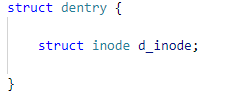 struct dentry {
struct inode d_inode;
}